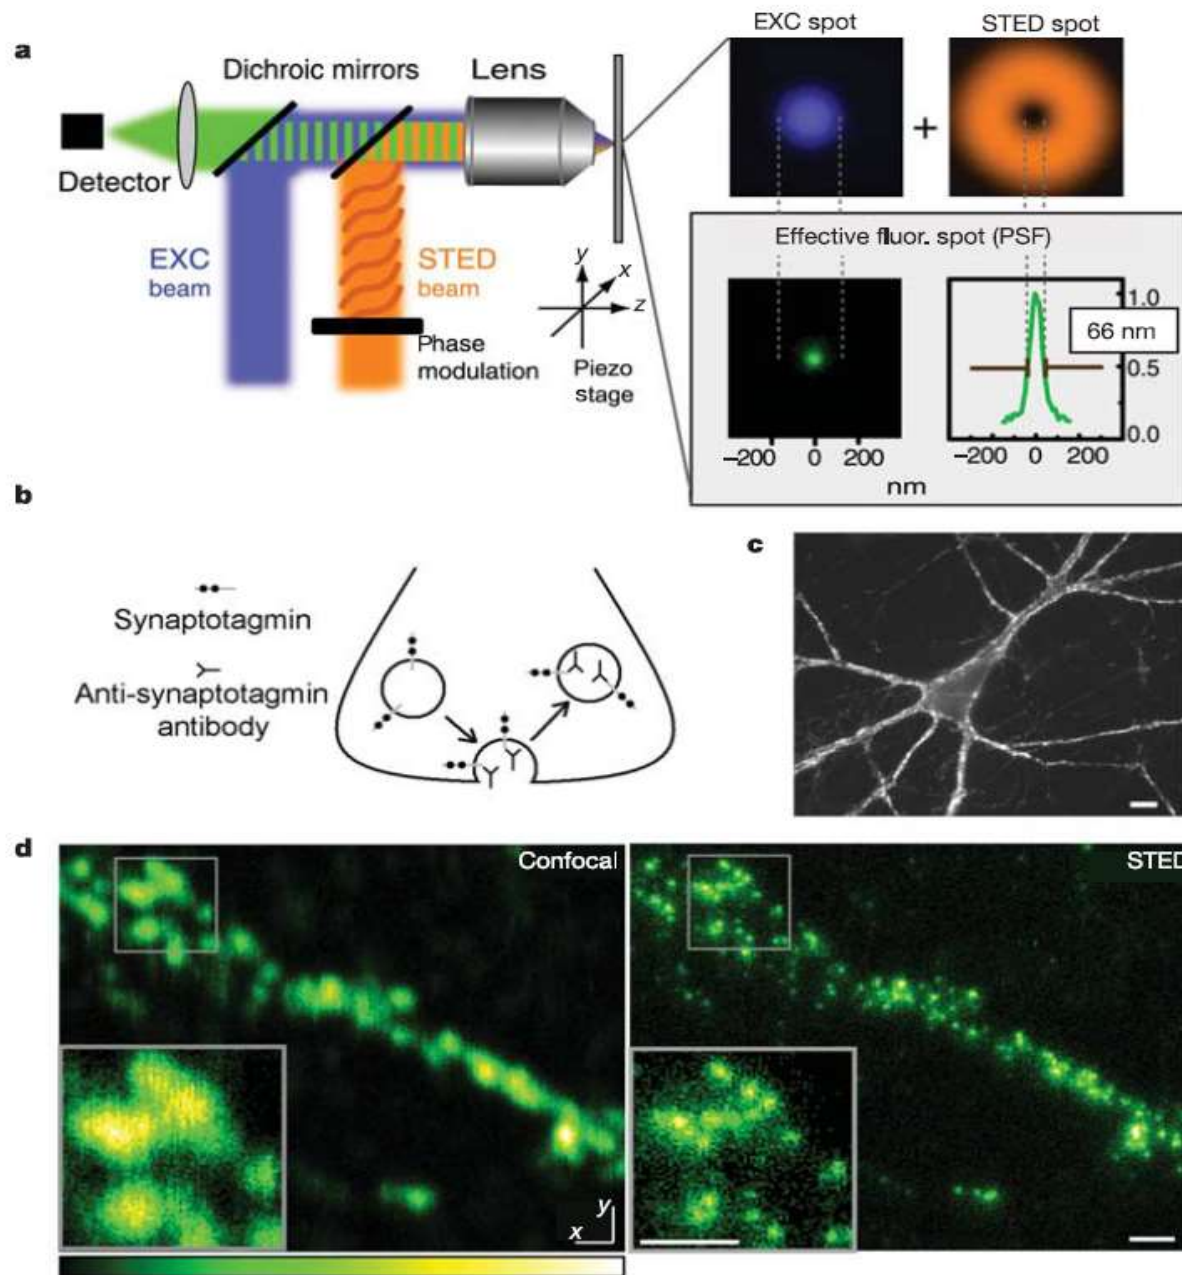 a
EXC spot
STED spot
Dichroic mirrors
Lens
+
Detector
EXC
beam
STED
beam
Phase
modulation
y
x
z
Piezo
stage
Effective fluor. spot (PSF)
1.0
66 nm
0.5
0.0
–200 0 200
–200 0 200
nm
b
Synaptotagmin
Anti-synaptotagmin
antibody
c
d
Confocal
STED
y
x